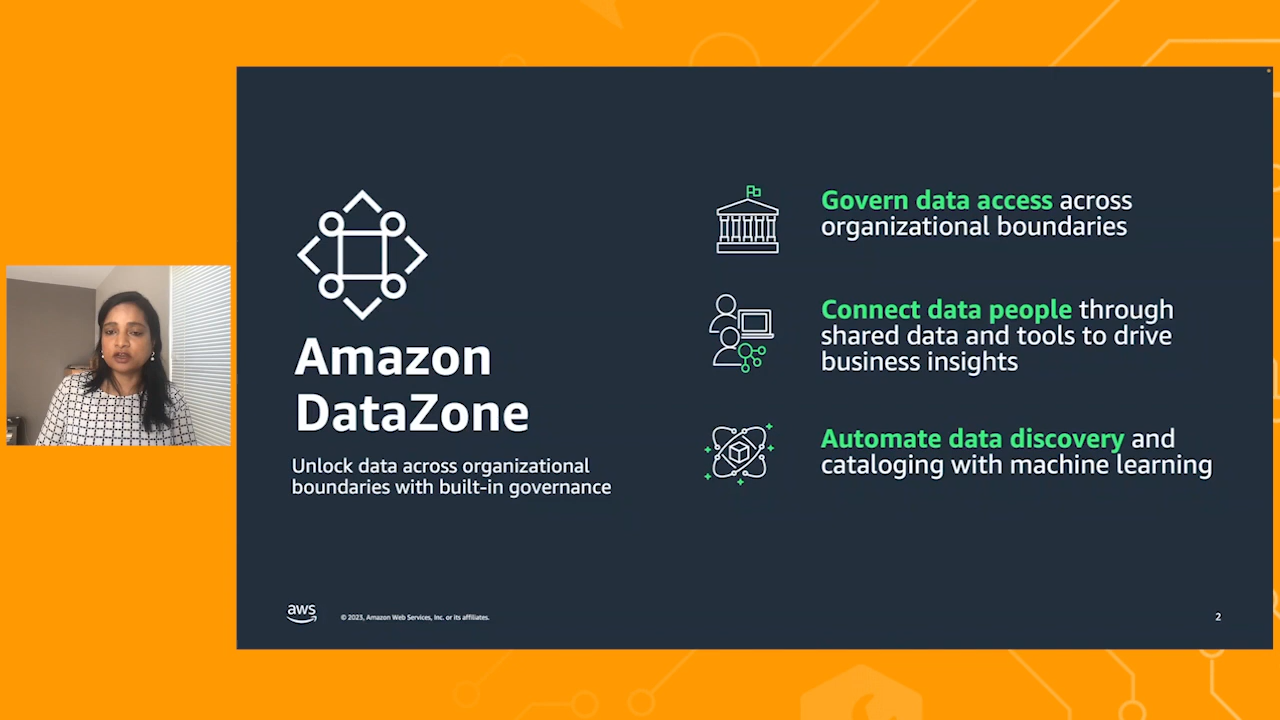 Amazon
DataZone
Unlock data across organizational
boundaries with built-in governance
Govern data access across
organizational boundaries
Connect data people through
shared data and tools to drive
business insights
Automate data discovery and
cataloging with machine learning
aws
© 2023, Amazon Web Services, Inc. or its affiliates.
2